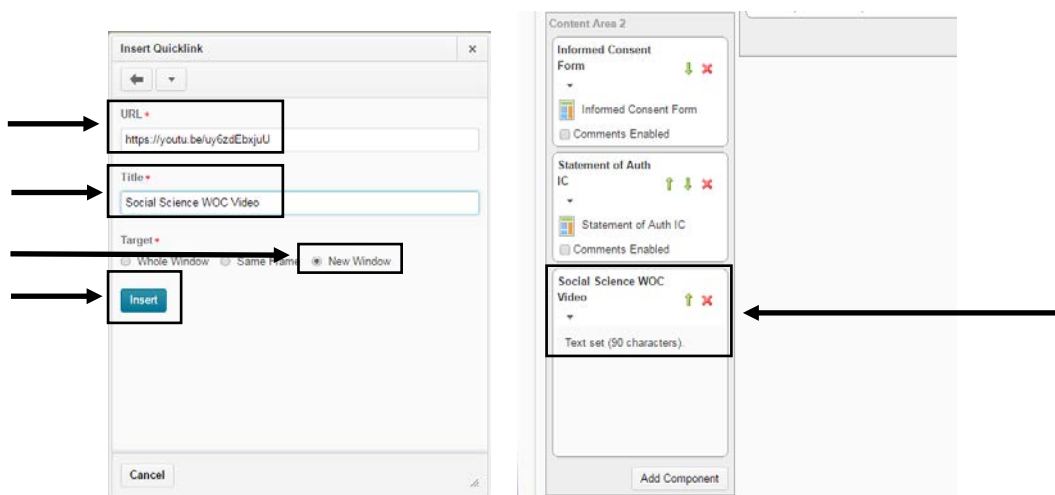 Insert Quicklink
×
URL •
https://youtu.be/uy6zdEbxjuU
Title •
Social Science WOC Video
Target •
Whole Window Same Frame New Window
Insert
Cancel
Content Area 2
Informed Consent
Form
Informed Consent Form
Comments Enabled
Statement of Auth
IC
Statement of Auth IC
Comments Enabled
Social Science WOC
Video
Text set (90 characters).
Add Component